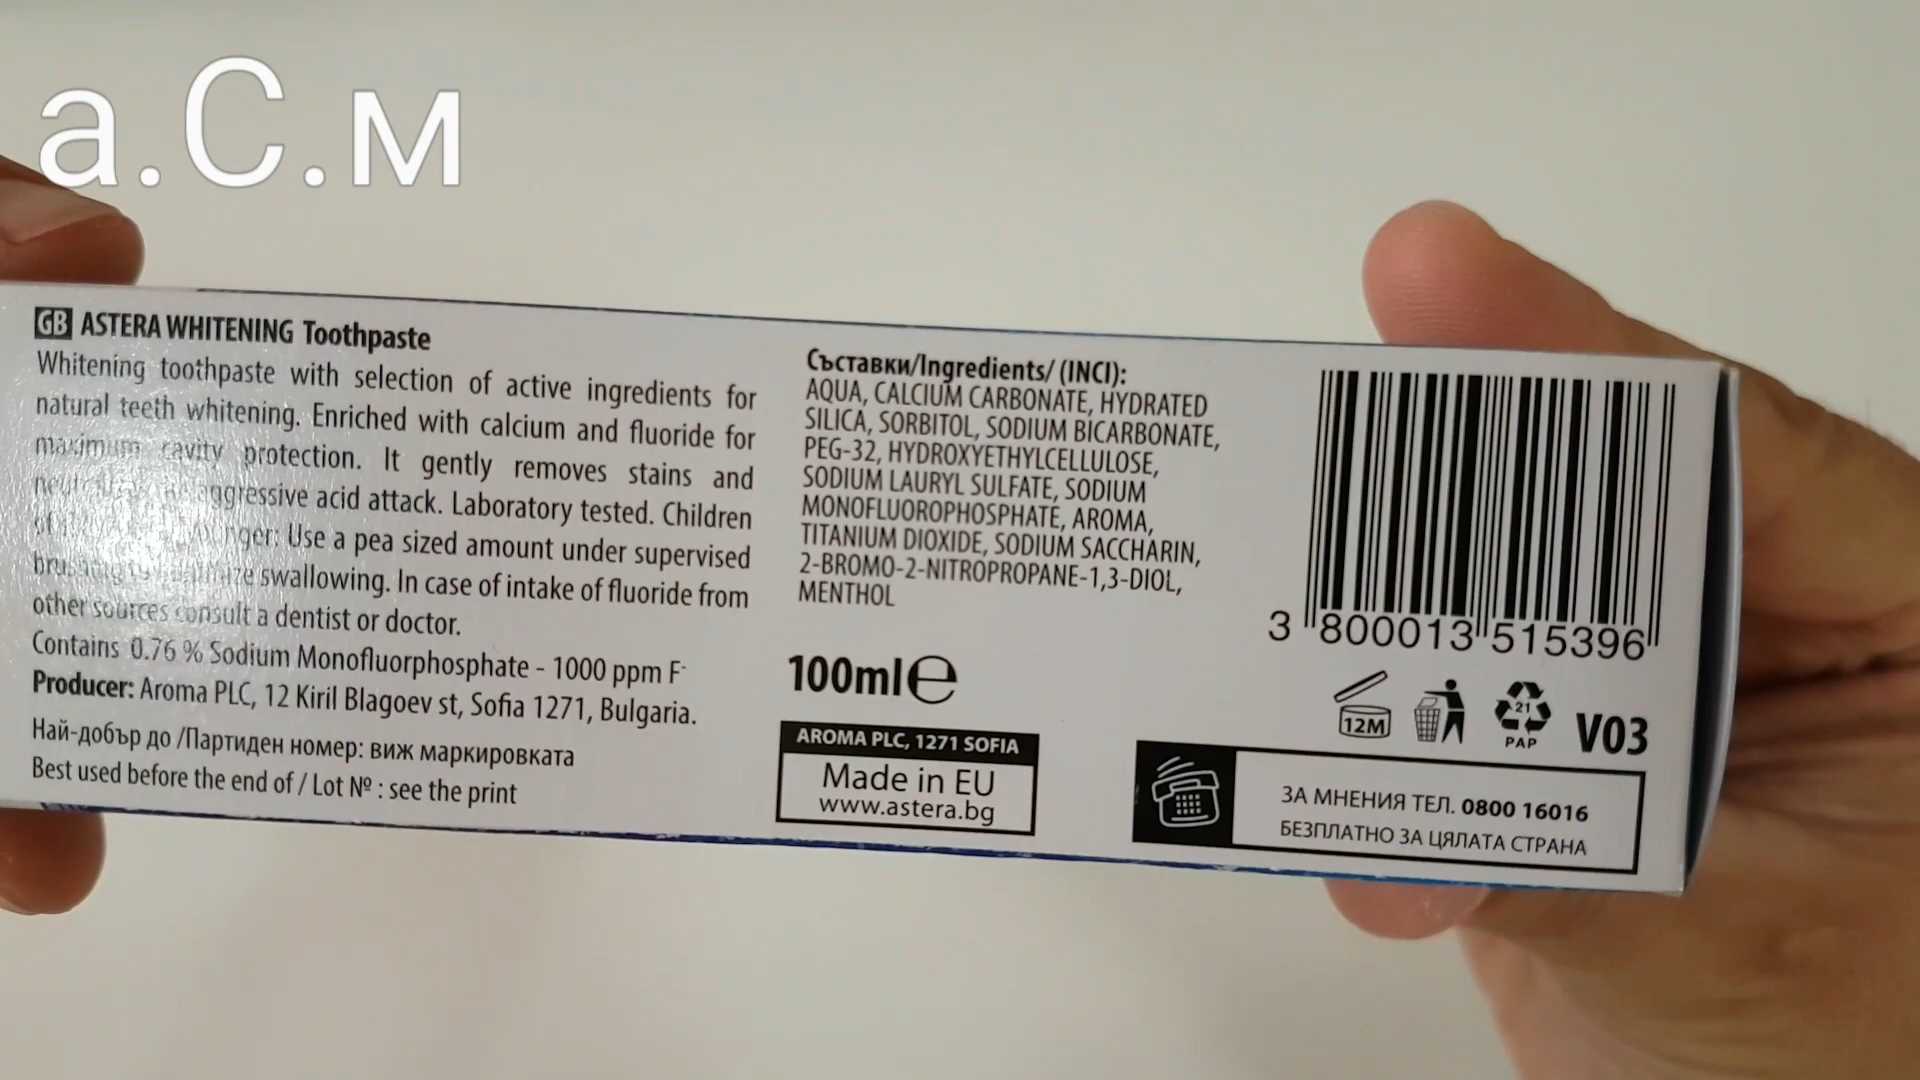 a.C.м
GB ASTERA WHITENING Toothpaste
Whitening toothpaste with selection of active ingredients for
natural teeth whitening. Enriched with calcium and fluoride for
maximum cavity protection. It gently removes stains and
aggressive acid attack. Laboratory tested. Children
Use a pea sized amount under supervised
swallowing. In case of intake of fluoride from
other sources consult a dentist or doctor.
Contains 0.76 % Sodium Monofluorphosphate - 1000 ppm F-
Producer: Aroma PLC, 12 Kiril Blagoev st, Sofia 1271, Bulgaria.
Най-добър до /Партиден номер: виж маркировката
Best used before the end of / Lot Nº : see the print
Съставки/Ingredients/ (INCI):
AQUA, CALCIUM CARBONATE, HYDRATED
SILICA, SORBITOL, SODIUM BICARBONATE,
PEG-32, HYDROXYETHYLCELLULOSE,
SODIUM LAURYL SULFATE, SODIUM
MONOFLUOROPHOSPHATE, AROMA,
TITANIUM DIOXIDE, SODIUM SACCHARIN,
2-BROMO-2-NITROPROPANE-1,3-DIOL,
MENTHOL
100ml e
AROMA PLC, 1271 SOFIA
Made in EU
www.astera.bg
3 800013 515396
12M
21
PAP
V03
ЗА МНЕНИЯ ТЕЛ. 0800 16016
БЕЗПЛАТНО ЗА ЦЯЛАТА СТРАНА